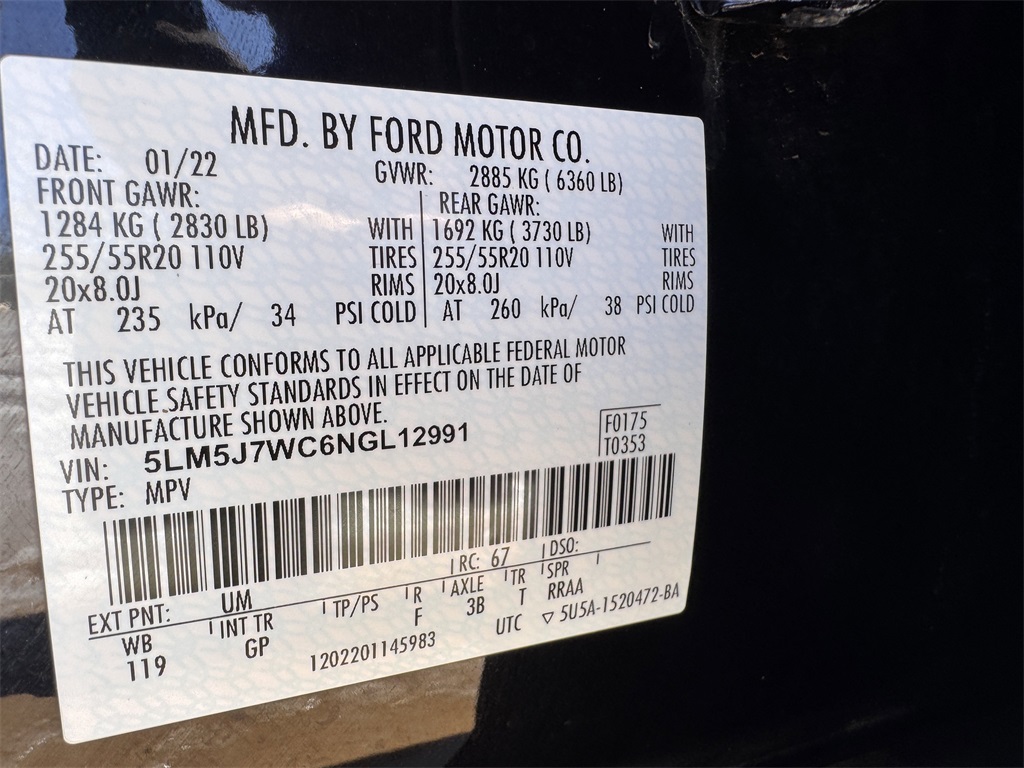 MFD. BY FORD MOTOR CO.
DATE: 01/22 GVWR: 2885 KG ( 6360 LB)
FRONT GAWR: REAR GAWR:
1284 KG ( 2830 LB) WITH 1692 KG ( 3730 LB) WITH
255/55R20 110V TIRES 255/55R20 110V TIRES
20x8.0J RIMS 20x8.0J RIMS
AT 235 kPa/ 34 PSI COLD AT 260 kPa/ 38 PSI COLD
THIS VEHICLE CONFORMS TO ALL APPLICABLE FEDERAL MOTOR
VEHICLE SAFETY STANDARDS IN EFFECT ON THE DATE OF
MANUFACTURE SHOWN ABOVE.
F0175
VIN: 5LM5J7WC6NGL12991 T0353
TYPE: MPV
EXT PNT: UM RC: 67 DSO:
WB INT TR TP/PS R AXLE TR SPR
119 GP F 3B T RRAA
1202201145983 UTC ▽ 5U5A-1520472-BA